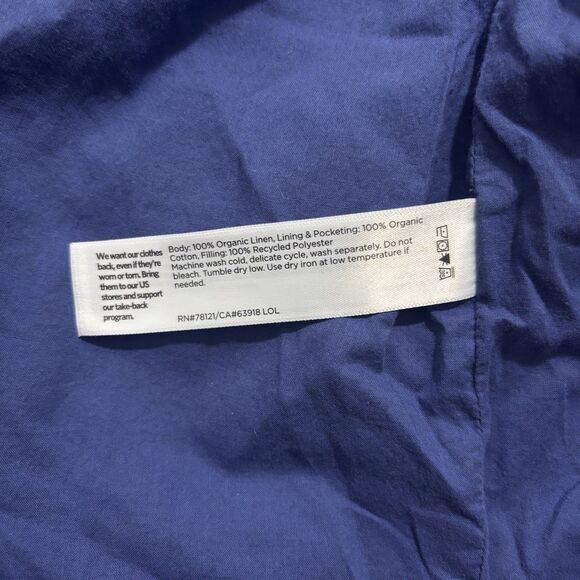 We want our clothes
back, even if they're
worn or torn. Bring
them to our US
stores and support
our take-back
program.
Body: 100% Organic Linen, Lining & Pocketing: 100% Organic
Cotton, Filling: 100% Recycled Polyester
Machine wash cold, delicate cycle, wash separately. Do not
bleach. Tumble dry low. Use dry iron at low temperature if
needed.
RN#78121/CA#63918 LOL